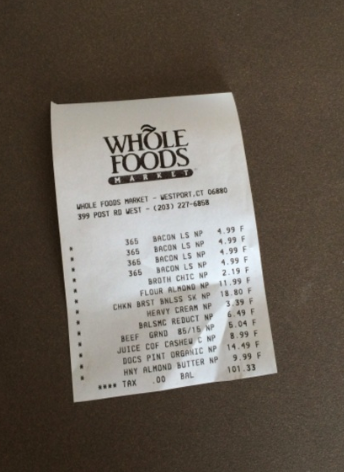 WHOLE
FOODS
MARKET
WHOLE FOODS MARKET - WESTPORT,CT 06880
399 POST RD WEST - (203) 227-6858
365 BACON LS NP 4.99 F
365 BACON LS NP 4.99 F
365 BACON LS NP 4.99 F
365 BACON LS NP 4.99 F
BROTH CHIC NP 2.19 F
FLOUR ALMOND NP 11.99 F
CHKN BRST BNLSS SK NP 18.80 F
HEAVY CREAM NP 3.39 F
BALSMC REDUCT NP 6.49 F
BEEF GRND 85/15 NP 5.04 F
JUICE COF CASHEW C NP 8.99 F
DOCS PINT ORGANIC NP 14.49 F
HNY ALMOND BUTTER NP 9.99 F
**** TAX .00 BAL 101.33